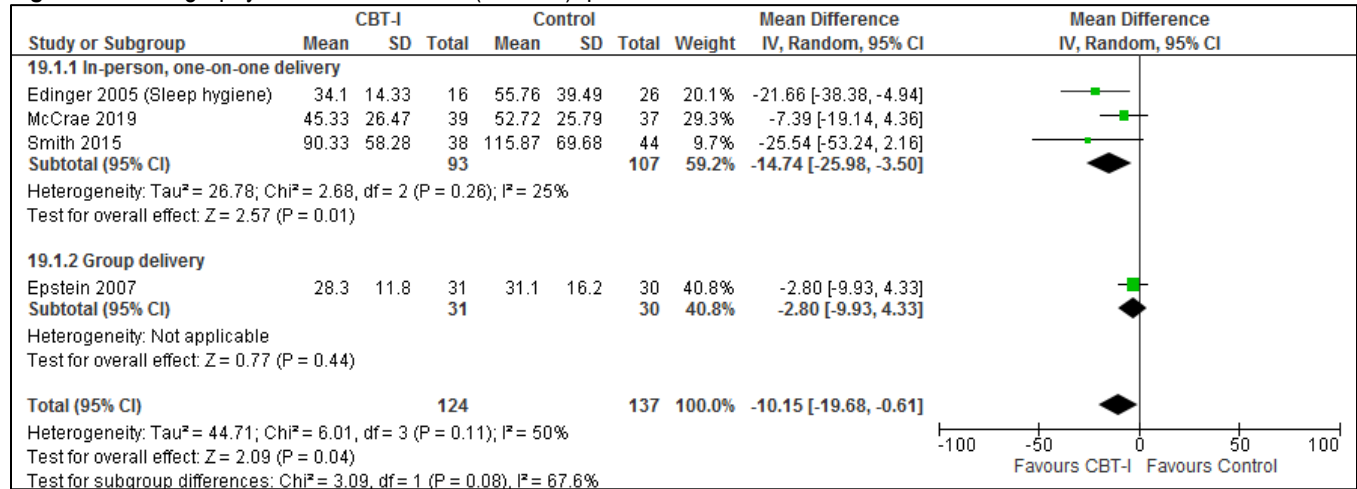 CBT-I Control Mean Difference Mean Difference
Study or Subgroup Mean SD Total Mean SD Total Weight IV, Random, 95% CI IV, Random, 95% CI
19.1.1 In-person, one-on-one delivery
Edinger 2005 (Sleep hygiene) 34.1 14.33 16 55.76 39.49 26 20.1% -21.66 [-38.38, -4.94]
McCrae 2019 45.33 26.47 39 52.72 25.79 37 29.3% -7.39 [-19.14, 4.36]
Smith 2015 90.33 58.28 38 115.87 69.68 44 9.7% -25.54 [-53.24, 2.16]
Subtotal (95% CI) 93 107 59.2% -14.74 [-25.98, -3.50]
Heterogeneity: Tau² = 26.78; Chi² = 2.68, df = 2 (P = 0.26); I² = 25%
Test for overall effect: Z = 2.57 (P = 0.01)
19.1.2 Group delivery
Epstein 2007 28.3 11.8 31 31.1 16.2 30 40.8% -2.80 [-9.93, 4.33]
Subtotal (95% CI) 31 30 40.8% -2.80 [-9.93, 4.33]
Heterogeneity: Not applicable
Test for overall effect: Z = 0.77 (P = 0.44)
Total (95% CI) 124 137 100.0% -10.15 [-19.68, -0.61]
Heterogeneity: Tau² = 44.71; Chi² = 6.01, df = 3 (P = 0.11); I² = 50%
Test for overall effect: Z = 2.09 (P = 0.04)
Test for subgroup differences: Chi² = 3.09, df = 1 (P = 0.08), I² = 67.6%
-100 -50 0 50 100
Favours CBT-I Favours Control